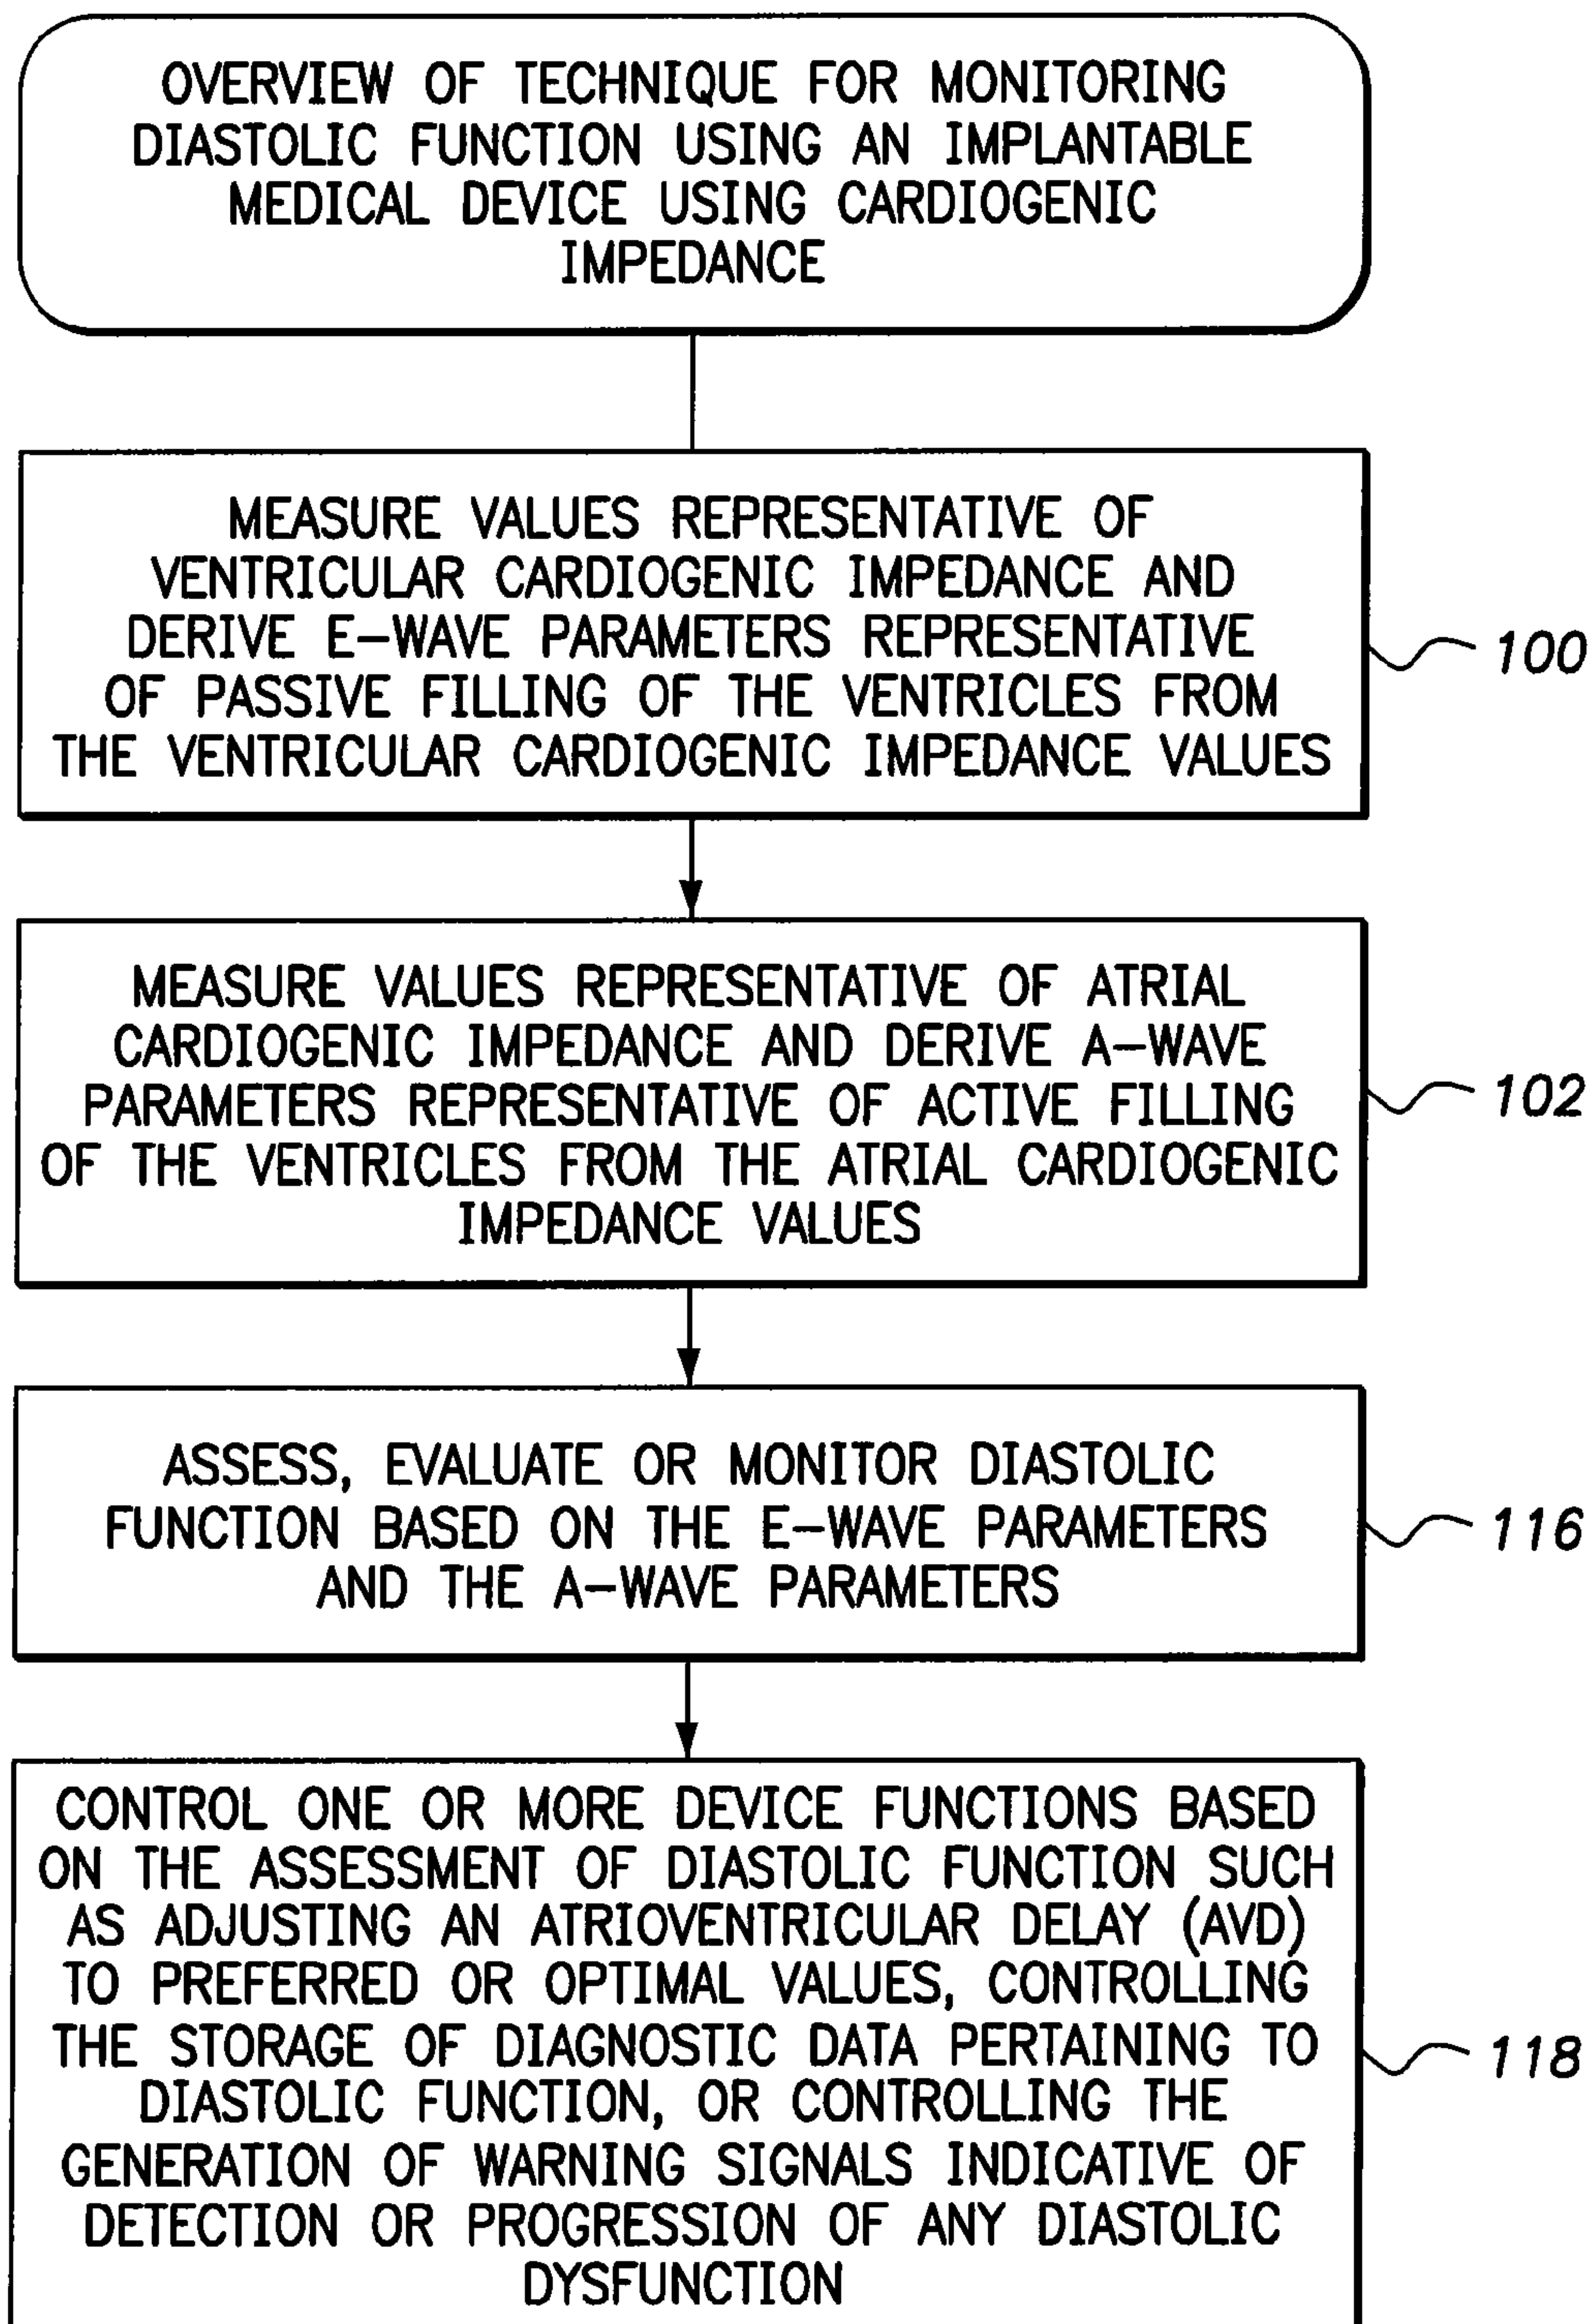 OVERVIEW OF TECHNIQUE FOR MONITORING
DIASTOLIC FUNCTION USING AN IMPLANTABLE
MEDICAL DEVICE USING CARDIOGENIC
IMPEDANCE
MEASURE VALUES REPRESENTATIVE OF
VENTRICULAR CARDIOGENIC IMPEDANCE AND
DERIVE E-WAVE PARAMETERS REPRESENTATIVE
OF PASSIVE FILLING OF THE VENTRICLES FROM
THE VENTRICULAR CARDIOGENIC IMPEDANCE VALUES
100
MEASURE VALUES REPRESENTATIVE OF ATRIAL
CARDIOGENIC IMPEDANCE AND DERIVE A-WAVE
PARAMETERS REPRESENTATIVE OF ACTIVE FILLING
OF THE VENTRICLES FROM THE ATRIAL CARDIOGENIC
IMPEDANCE VALUES
102
ASSESS, EVALUATE OR MONITOR DIASTOLIC
FUNCTION BASED ON THE E-WAVE PARAMETERS
AND THE A-WAVE PARAMETERS
116
CONTROL ONE OR MORE DEVICE FUNCTIONS BASED
ON THE ASSESSMENT OF DIASTOLIC FUNCTION SUCH
AS ADJUSTING AN ATRIOVENTRICULAR DELAY (AVD)
TO PREFERRED OR OPTIMAL VALUES, CONTROLLING
THE STORAGE OF DIAGNOSTIC DATA PERTAINING TO
DIASTOLIC FUNCTION, OR CONTROLLING THE
GENERATION OF WARNING SIGNALS INDICATIVE OF
DETECTION OR PROGRESSION OF ANY DIASTOLIC
DYSFUNCTION
118